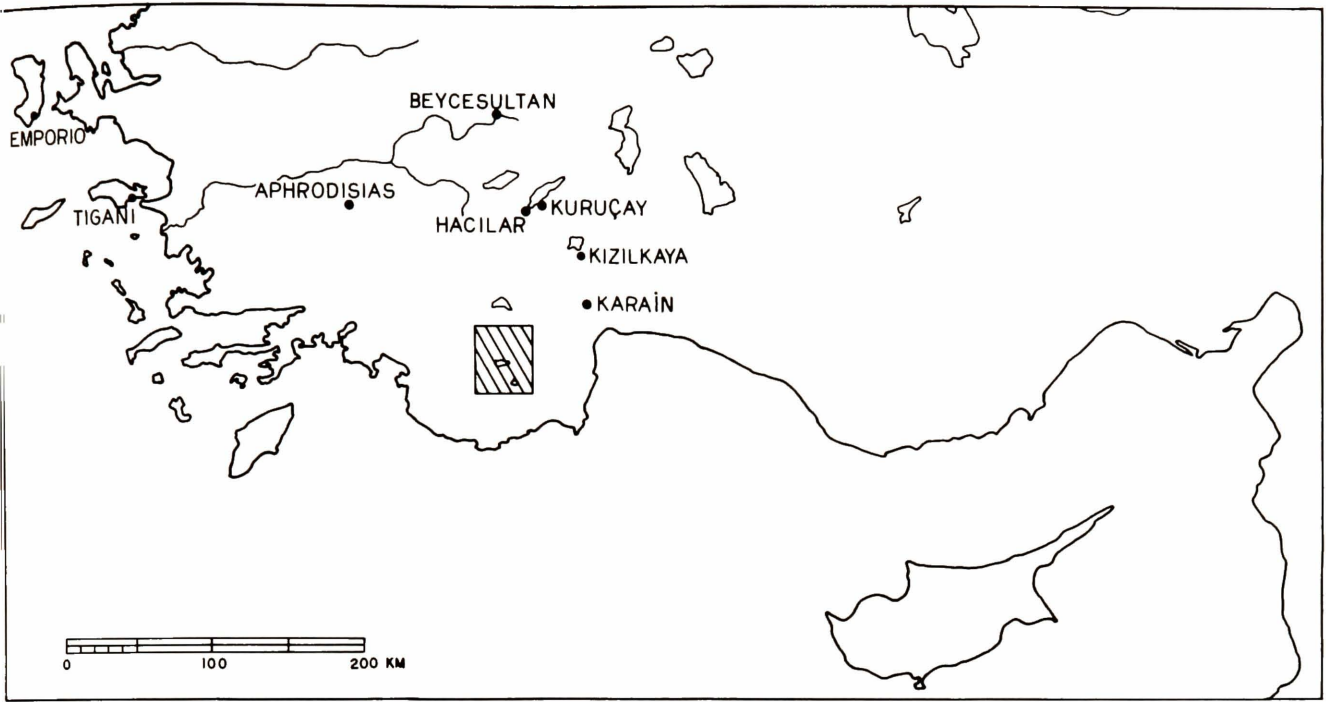 BEYCESULTAN
EMPORIO
APHRODISIAS
TIGANI
KURUÇAY
HACILAR
KIZILKAYA
KARAİN
0 100 200 KM